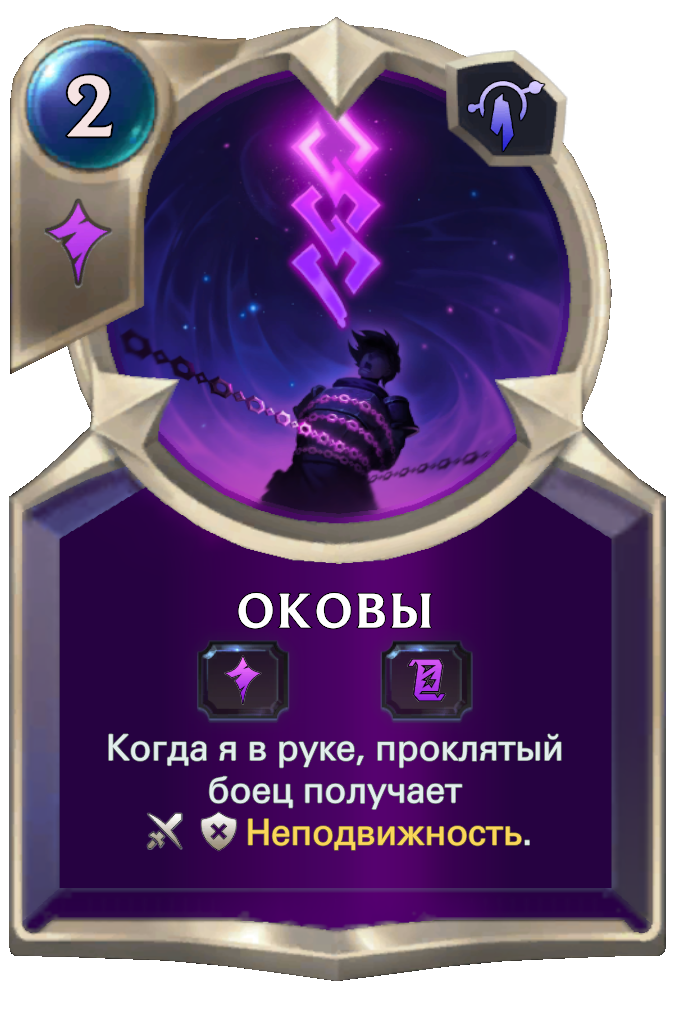 2
ОКОВЫ
Когда я в руке, проклятый
боец получает
Неподвижность.